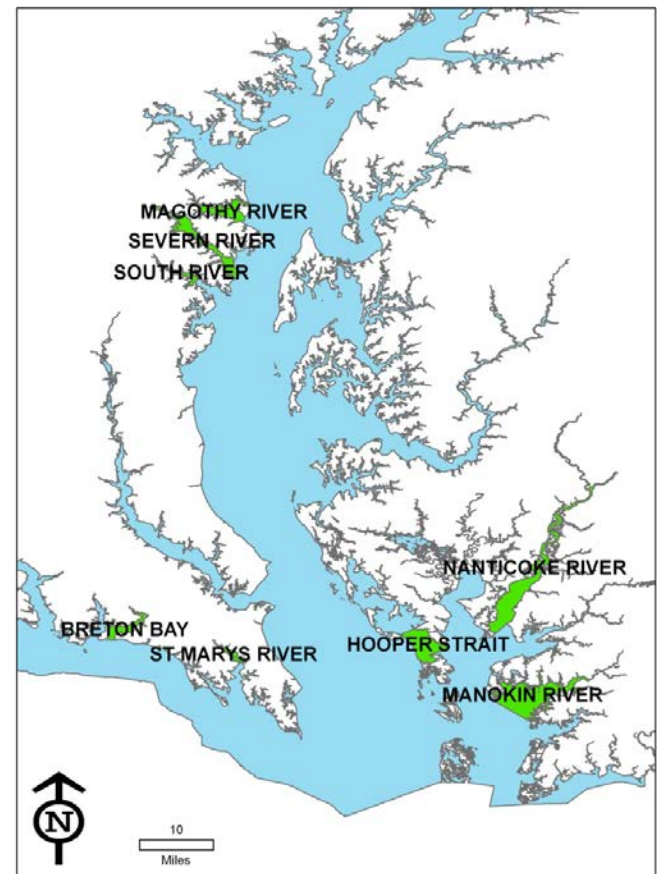 MAGOTHY RIVER
SEVERN RIVER
SOUTH RIVER
NANTICOKE RIVER
BRETON BAY
HOOPER STRAIT
ST MARYS RIVER
MANOKIN RIVER
N
10
Miles